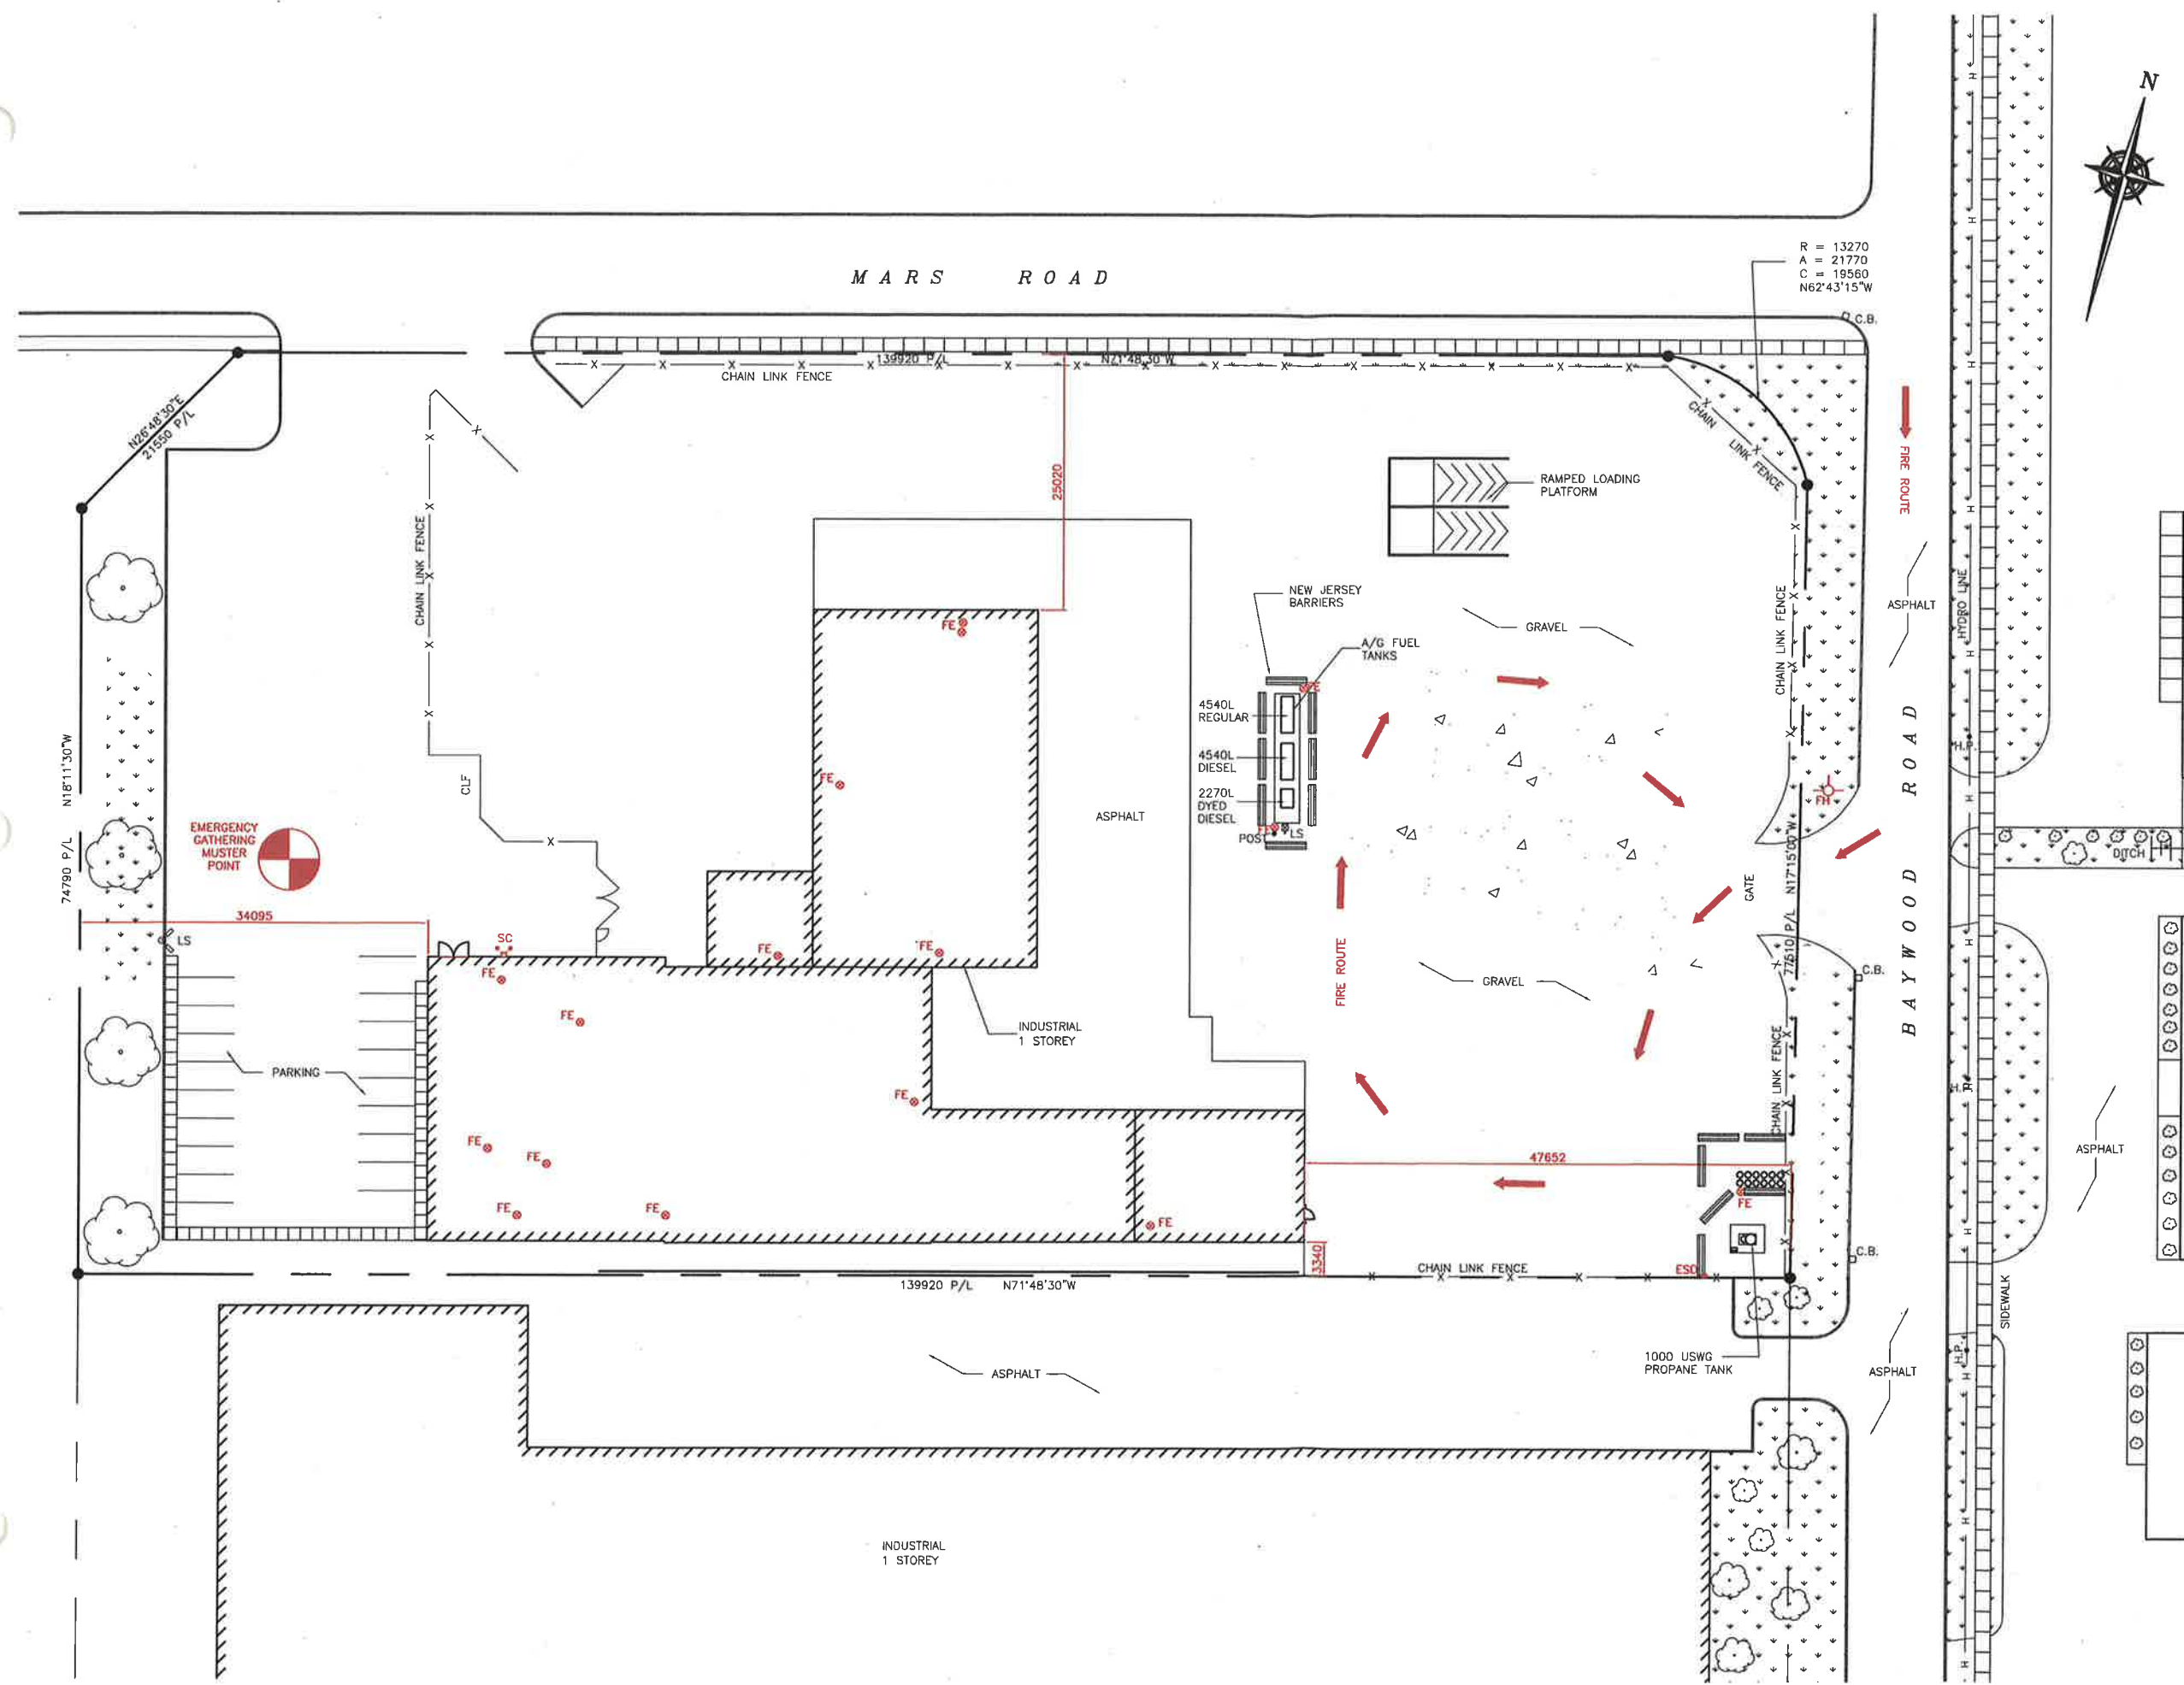 N
R = 13270
A = 21770
C = 19560
N62°43'15"W
MARS ROAD
C.B.
139920 P/L N71°48'30"W
CHAIN LINK FENCE
N26°48'30"E
21550 P/L
CHAIN LINK FENCE
FIRE ROUTE
25020
RAMPED LOADING
PLATFORM
CHAIN LINK FENCE
NEW JERSEY
BARRIERS
ASPHALT
HYDRO LINE
GRAVEL
CHAIN LINK FENCE
FE
A/G FUEL
TANKS
FE
4540L
REGULAR
4540L
DIESEL
2270L
DYED
DIESEL
POST
LS
FE
H.P.
FH
BAYWOOD ROAD
74790 P/L N18°11'30"W
CLF
ASPHALT
EMERGENCY
GATHERING
MUSTER
POINT
DITCH
GATE
77510 P/L N17°15'00"W
34095
LS
SC
FE
FE
FE
FIRE ROUTE
C.B.
GRAVEL
FE
INDUSTRIAL
1 STOREY
PARKING
CHAIN LINK FENCE
H.P.
FE
FE
FE
47652
ASPHALT
FE
FE
FE
FE
3340
CHAIN LINK FENCE
ESD
C.B.
139920 P/L N71°48'30"W
SIDEWALK
1000 USWG
PROPANE TANK
H.P.
ASPHALT
ASPHALT
INDUSTRIAL
1 STOREY